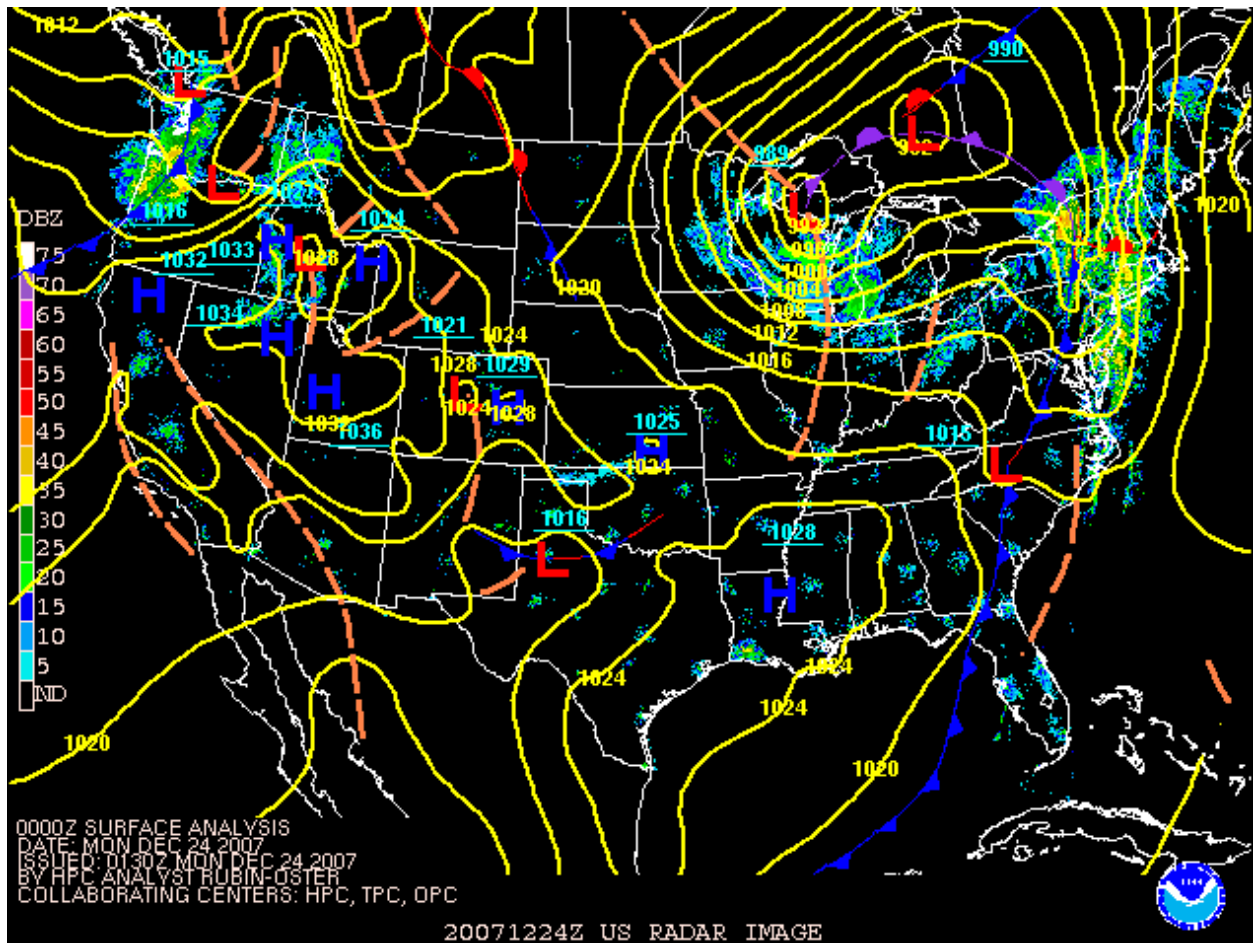 1012
1015
L
990
L
989
982
L
L
1020
1016
1034
H
1033
1032
L
1028
H
H
1000
1020
1008
1034
H
1021
1024
1012
1016
1028
1029
L
H
H
1024
1028
1032
1036
1025
H
1024
1015
L
1016
1028
L
H
1024
1024
1024
1020
1020
DBZ
75
70
65
60
55
50
45
40
35
30
25
20
15
10
5
ND
0000Z SURFACE ANALYSIS
DATE: MON DEC 24 2007
ISSUED: 0130Z MON DEC 24 2007
BY HPC ANALYST RUBIN-OSTER
COLLABORATING CENTERS: HPC, TPC, OPC
20071224Z US RADAR IMAGE